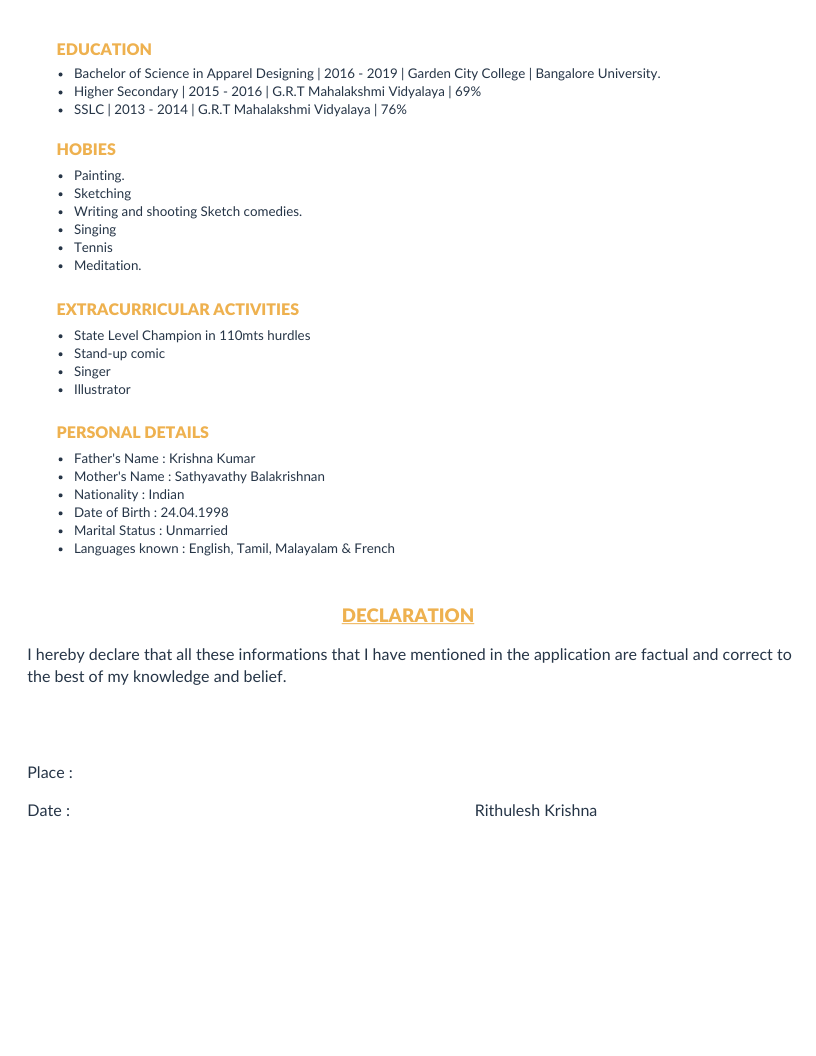 EDUCATION
• Bachelor of Science in Apparel Designing | 2016 - 2019 | Garden City College | Bangalore University.
• Higher Secondary | 2015 - 2016 | G.R.T Mahalakshmi Vidyalaya | 69%
• SSLC | 2013 - 2014 | G.R.T Mahalakshmi Vidyalaya | 76%
HOBIES
• Painting.
• Sketching
• Writing and shooting Sketch comedies.
• Singing
• Tennis
• Meditation.
EXTRACURRICULAR ACTIVITIES
• State Level Champion in 110mts hurdles
• Stand-up comic
• Singer
• Illustrator
PERSONAL DETAILS
• Father's Name : Krishna Kumar
• Mother's Name : Sathyavathy Balakrishnan
• Nationality : Indian
• Date of Birth : 24.04.1998
• Marital Status : Unmarried
• Languages known : English, Tamil, Malayalam & French
DECLARATION
I hereby declare that all these informations that I have mentioned in the application are factual and correct to
the best of my knowledge and belief.
Place :
Date : Rithulesh Krishna